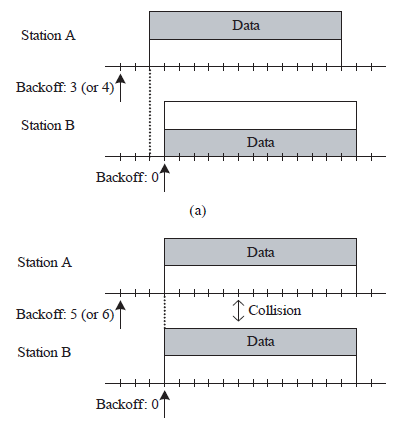 Station A
Data
Backoff: 3 (or 4)
Station B
Data
Backoff: 0
(a)
Station A
Data
Backoff: 5 (or 6)
Collision
Station B
Data
Backoff: 0